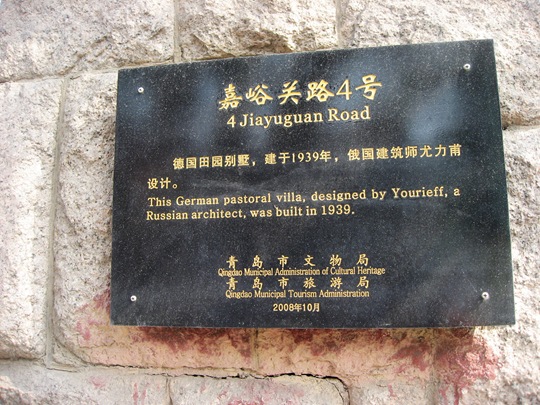 嘉峪关路4号
4 Jiayuguan Road
德国田园别墅，建于1939年，俄国建筑师尤力甫
设计。
This German pastoral villa, designed by Yourieff, a
Russian architect, was built in 1939.
青岛市文物局
Qingdao Municipal Administration of Cultural Heritage
青岛市旅游局
Qingdao Municipal Tourism Administration
2008年10月